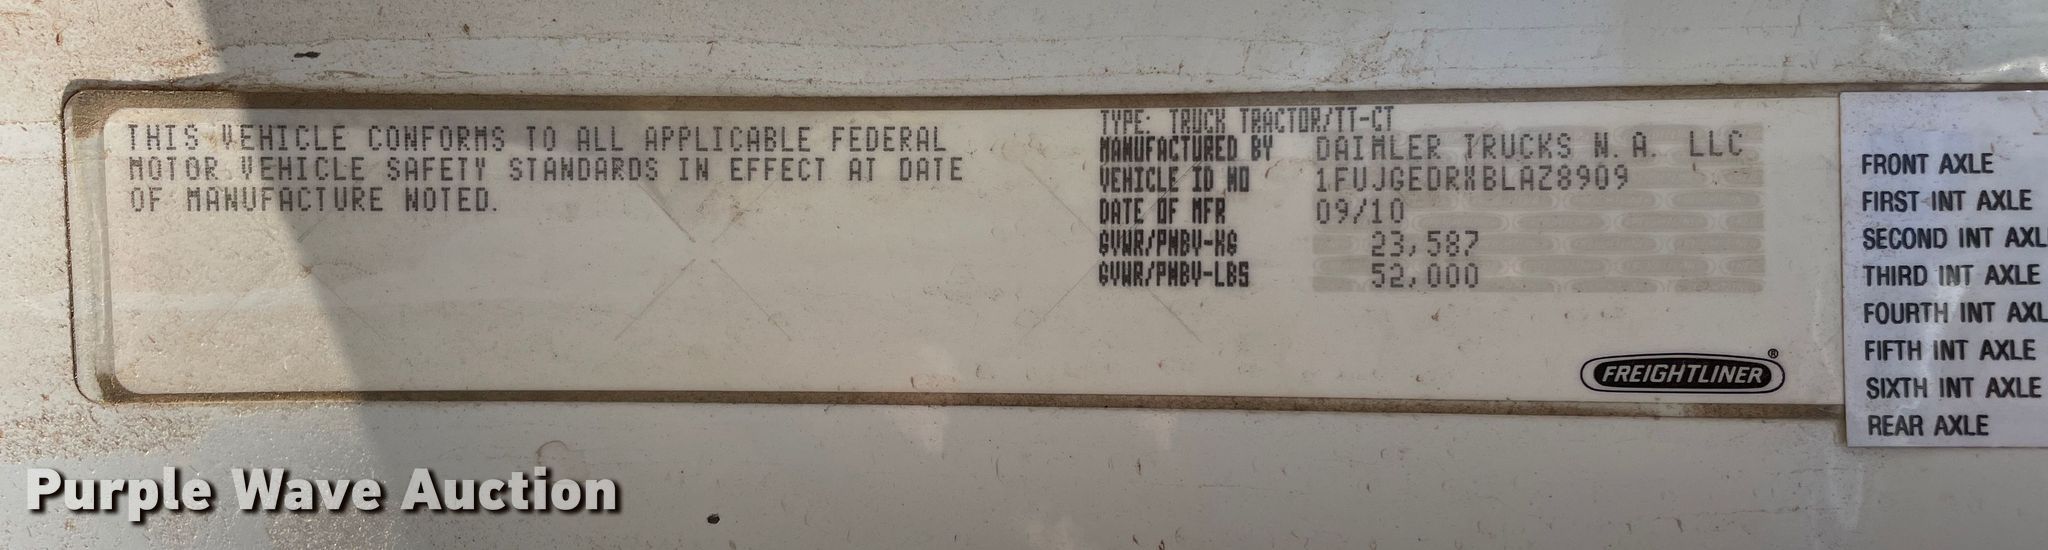 THIS VEHICLE CONFORMS TO ALL APPLICABLE FEDERAL
MOTOR VEHICLE SAFETY STANDARDS IN EFFECT AT DATE
OF MANUFACTURE NOTED.
TYPE: TRUCK TRACTOR/TT-CT
MANUFACTURED BY DAIMLER TRUCKS N.A. LLC
VEHICLE ID NO 1FUJGEDRXBLAZ8909
DATE OF MFR 09/10
GVWR/PNBV-KG 23,587
GVWR/PNBV-LBS 52,000
FREIGHTLINER®
FRONT AXLE
FIRST INT AXLE
SECOND INT AXL
THIRD INT AXLE
FOURTH INT AXL
FIFTH INT AXLE
SIXTH INT AXLE
REAR AXLE
Purple Wave Auction